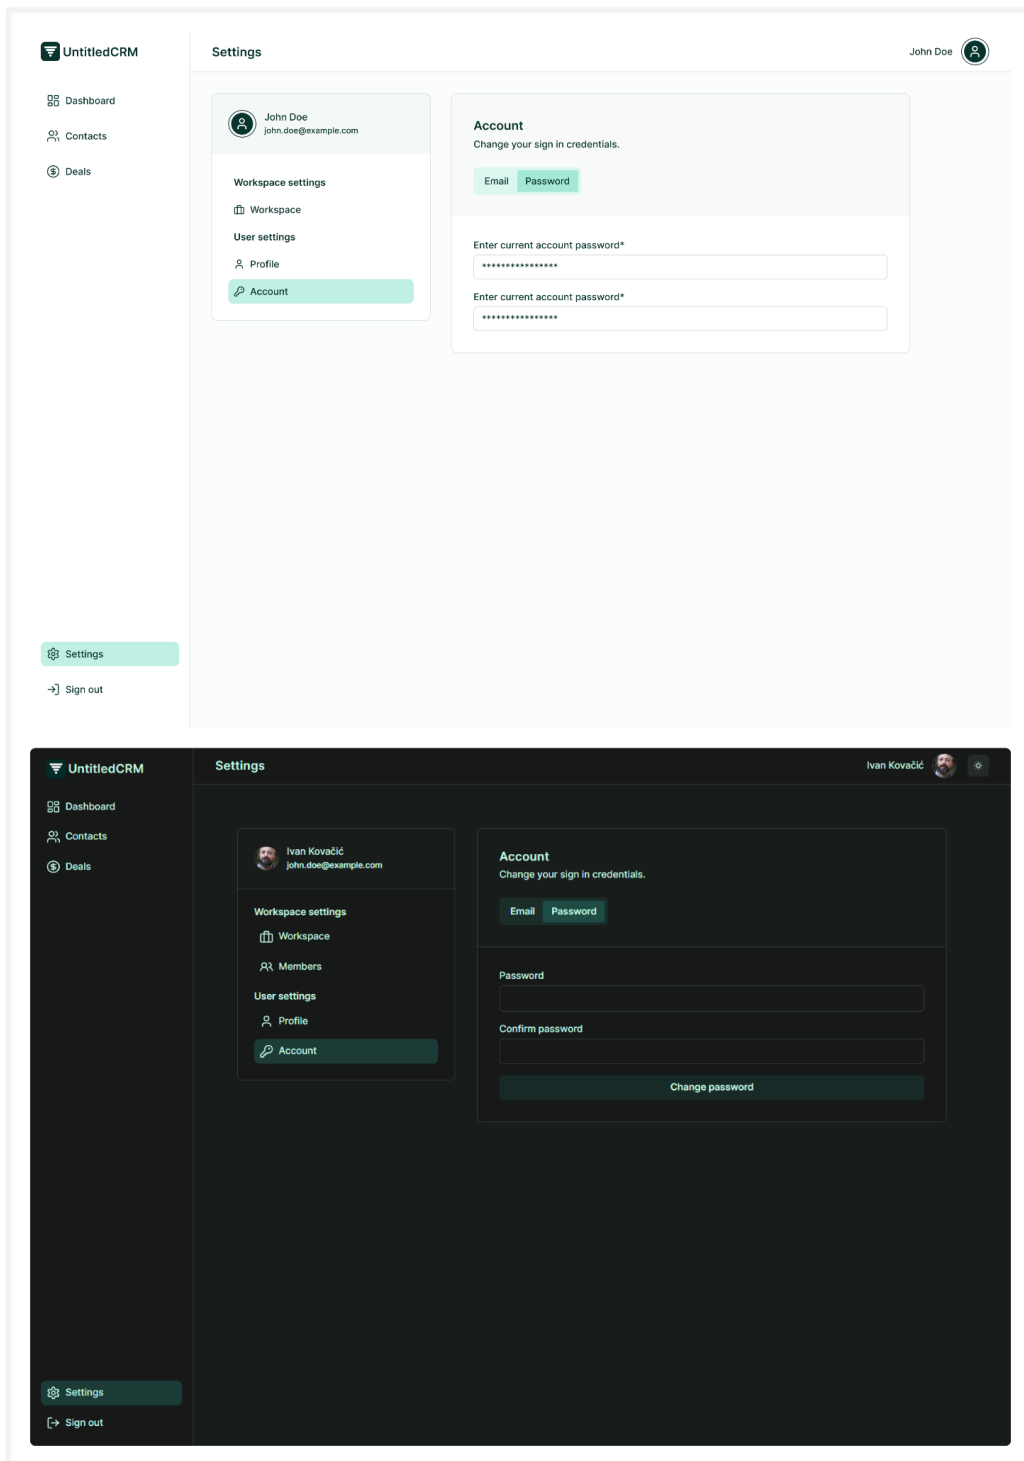 UntitledCRM
Settings
John Doe
Dashboard
Contacts
Deals
John Doe
john.doe@example.com
Workspace settings
Workspace
User settings
Profile
Account
Account
Change your sign in credentials.
Email Password
Enter current account password*
****************
Enter current account password*
****************
Settings
Sign out
UntitledCRM
Settings
Ivan Kovačić
Dashboard
Contacts
Deals
Ivan Kovačić
john.doe@example.com
Workspace settings
Workspace
Members
User settings
Profile
Account
Account
Change your sign in credentials.
Email Password
Password
Confirm password
Change password
Settings
Sign out